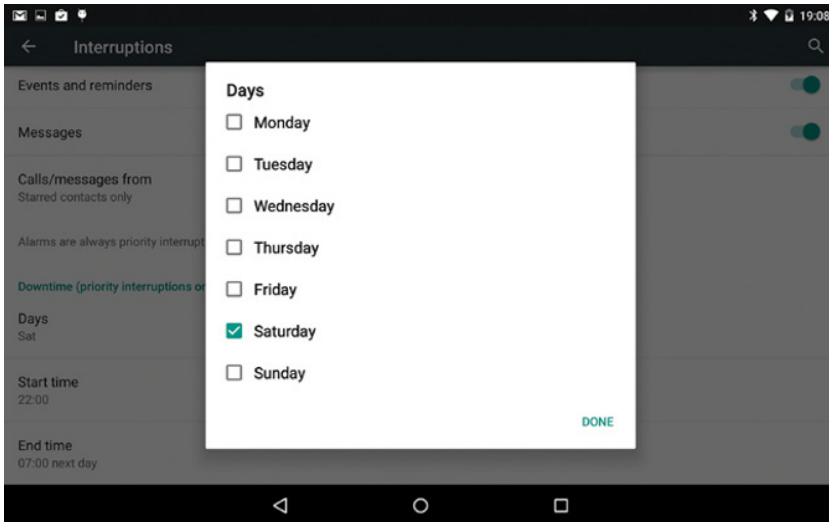 19:08
Interruptions
Events and reminders
Messages
Calls/messages from
Starred contacts only
Alarms are always priority interrupt
Downtime (priority interruptions or
Days
Sat
Start time
22:00
End time
07:00 next day
Days
Monday
Tuesday
Wednesday
Thursday
Friday
Saturday
Sunday
DONE